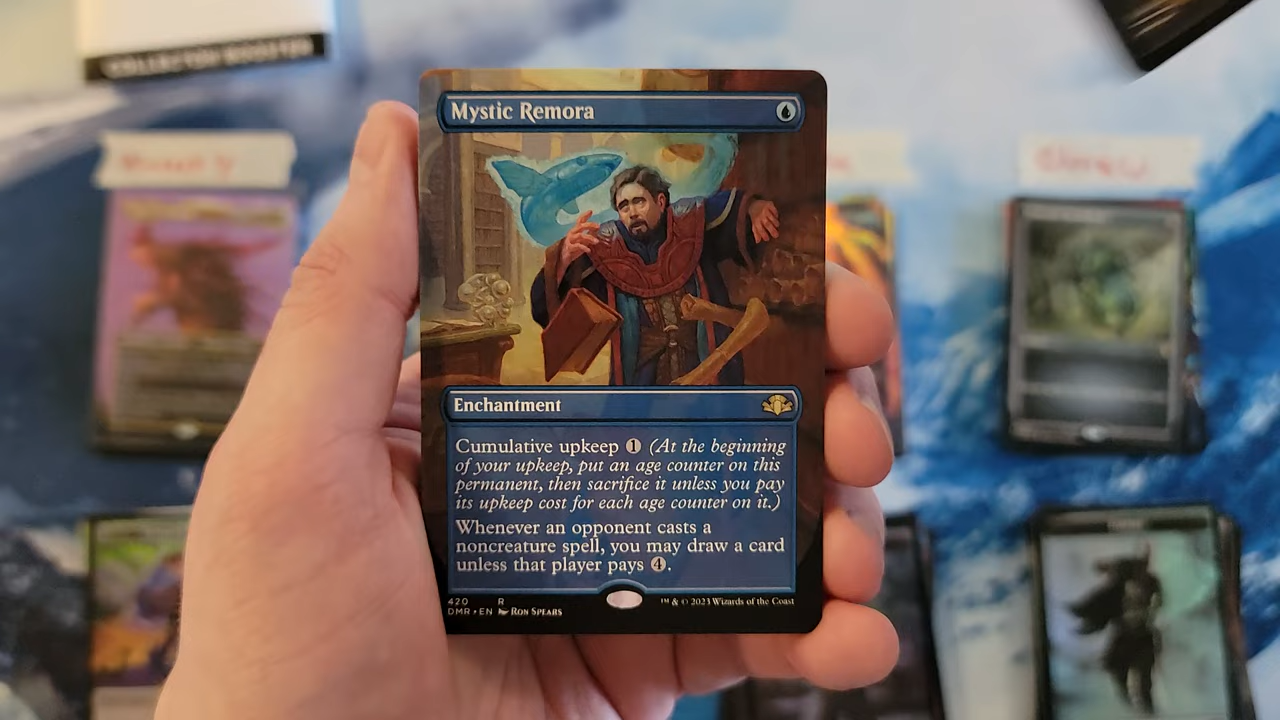 COLLECTOR BOOSTER
Mystic Remora
Enchantment
Cumulative upkeep 1 (At the beginning
of your upkeep, put an age counter on this
permanent, then sacrifice it unless you pay
its upkeep cost for each age counter on it.)
Whenever an opponent casts a
noncreature spell, you may draw a card
unless that player pays 4.
420 R
DMR • EN RON SPEARS
™ & © 2023 Wizards of the Coast